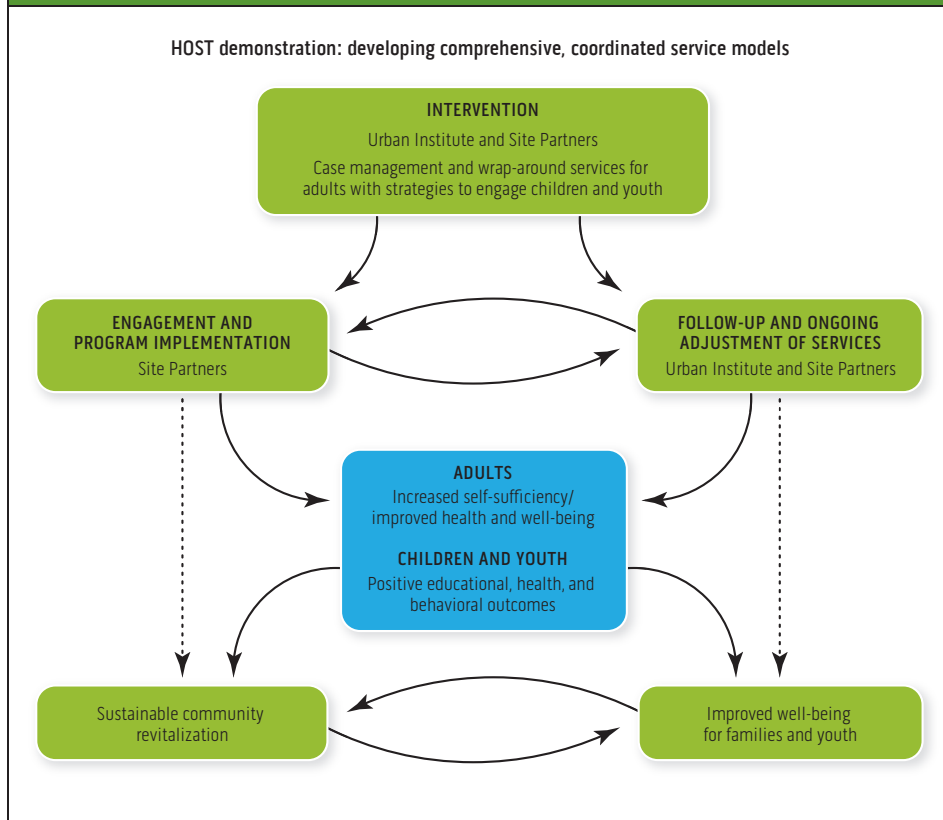 HOST demonstration: developing comprehensive, coordinated service models
INTERVENTION
Urban Institute and Site Partners
Case management and wrap-around services for
adults with strategies to engage children and youth
ENGAGEMENT AND
PROGRAM IMPLEMENTATION
Site Partners
FOLLOW-UP AND ONGOING
ADJUSTMENT OF SERVICES
Urban Institute and Site Partners
ADULTS
Increased self-sufficiency/
improved health and well-being
CHILDREN AND YOUTH
Positive educational, health, and
behavioral outcomes
Sustainable community
revitalization
Improved well-being
for families and youth